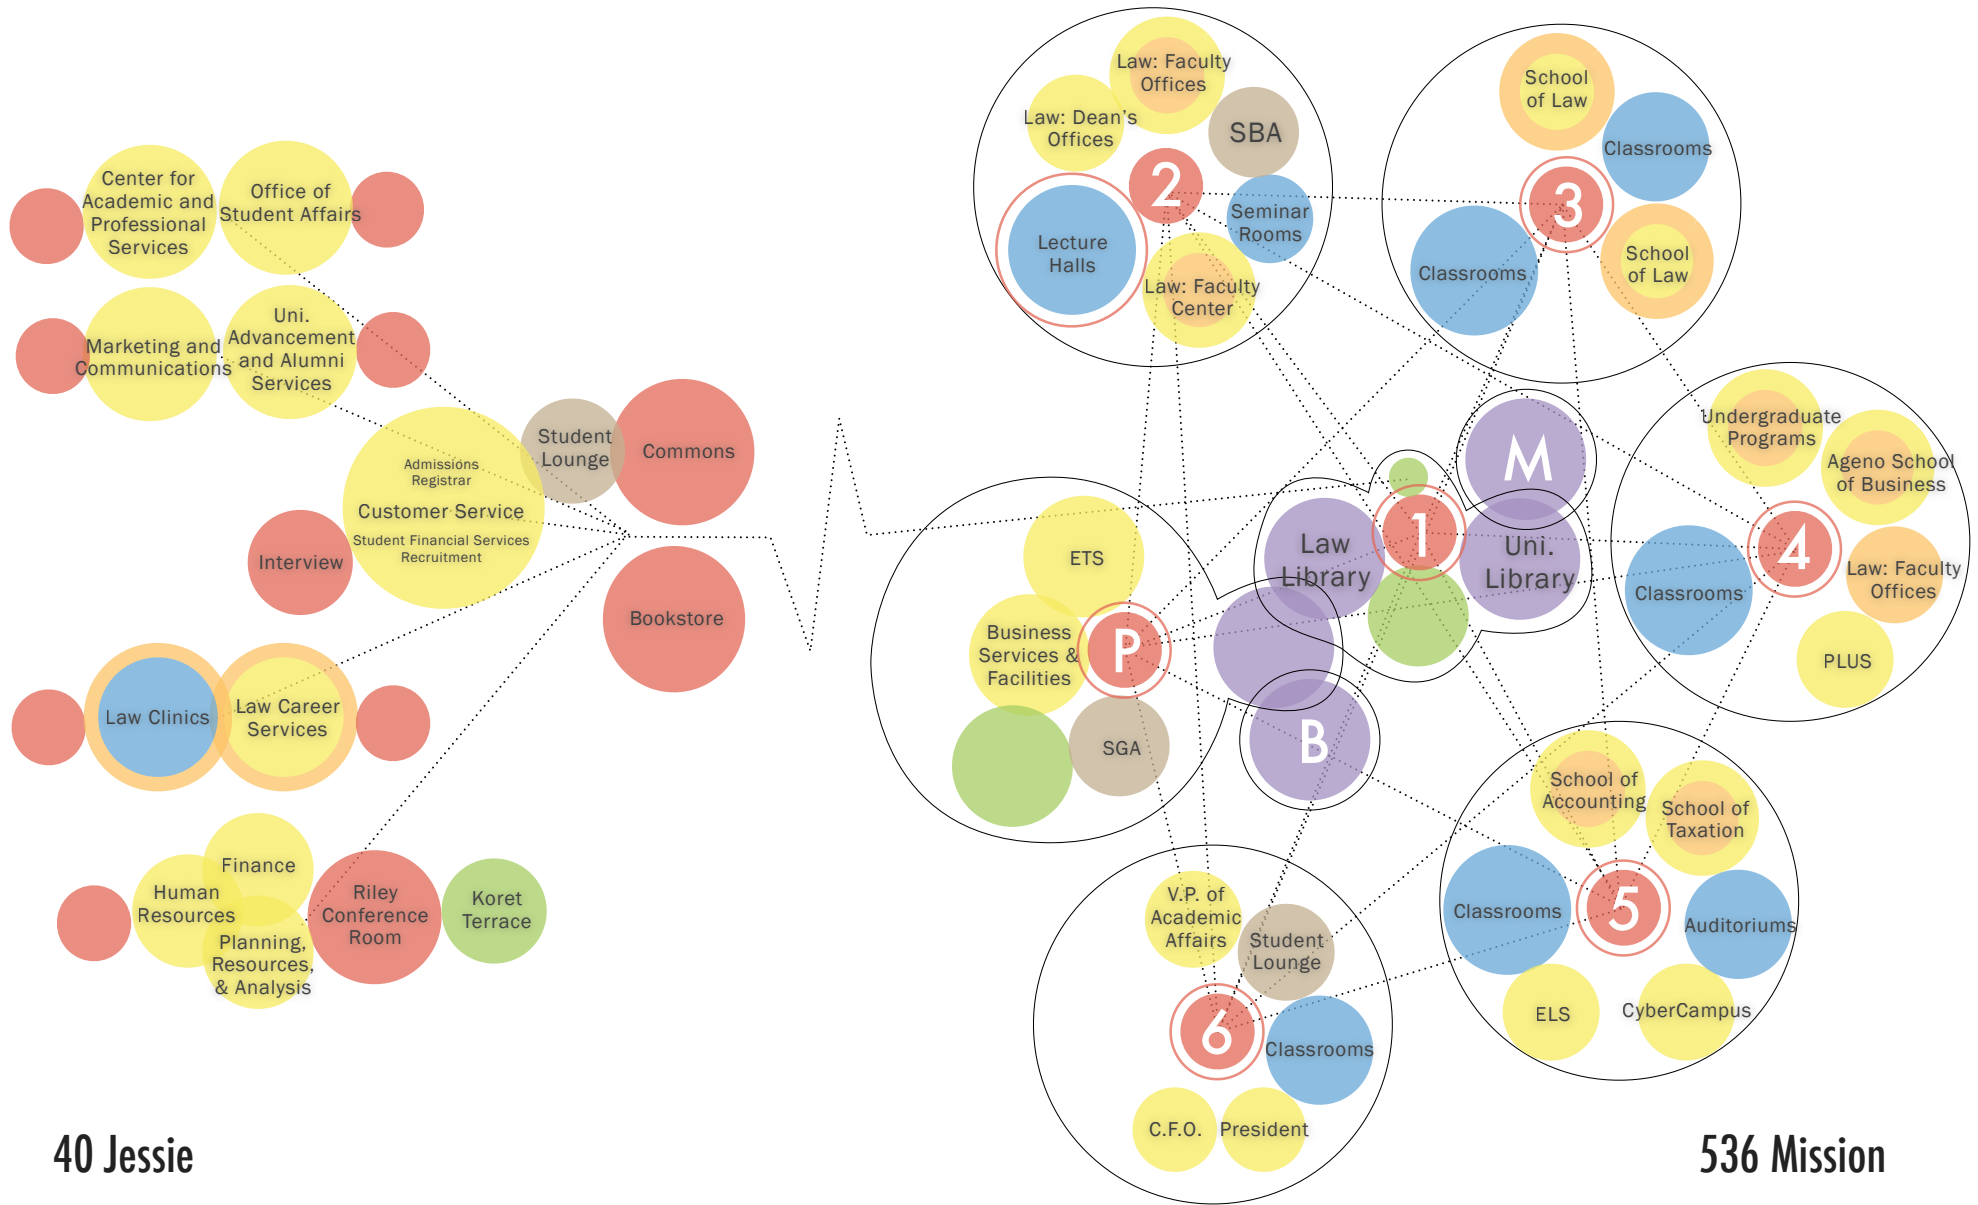 Center for
Academic and
Professional
Services
Office of
Student Affairs
Marketing and
Communications
Uni.
Advancement
and Alumni
Services
Admissions
Registrar
Customer Service
Student Financial Services
Recruitment
Student
Lounge
Commons
Interview
Bookstore
Law Clinics
Law Career
Services
Finance
Human
Resources
Planning,
Resources,
& Analysis
Riley
Conference
Room
Koret
Terrace
40 Jessie
Law: Faculty
Offices
Law: Dean's
Offices
SBA
2
Seminar
Rooms
Lecture
Halls
Law: Faculty
Center
School
of Law
Classrooms
3
Classrooms
School
of Law
M
1
Law
Library
Uni.
Library
Undergraduate
Programs
Ageno School
of Business
4
Classrooms
Law: Faculty
Offices
PLUS
ETS
Business
Services &
Facilities
P
SGA
B
School of
Accounting
School of
Taxation
Classrooms
5
Auditoriums
ELS
CyberCampus
V.P. of
Academic
Affairs
Student
Lounge
6
Classrooms
C.F.O.
President
536 Mission